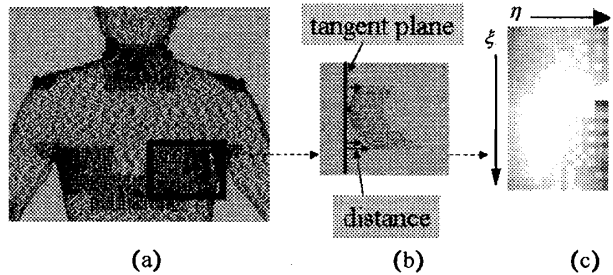 tangent plane
η
ξ
distance
(a)
(b)
(c)